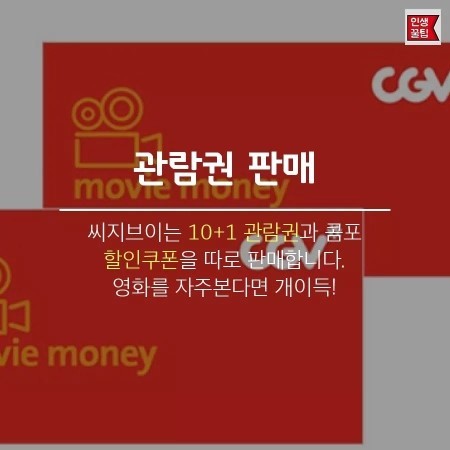 인생
꿀팁
CGV
movie money
관람권 판매
씨지브이는 10+1 관람권과 콤포
할인쿠폰을 따로 판매합니다.
영화를 자주본다면 개이득!
CGV
vie money